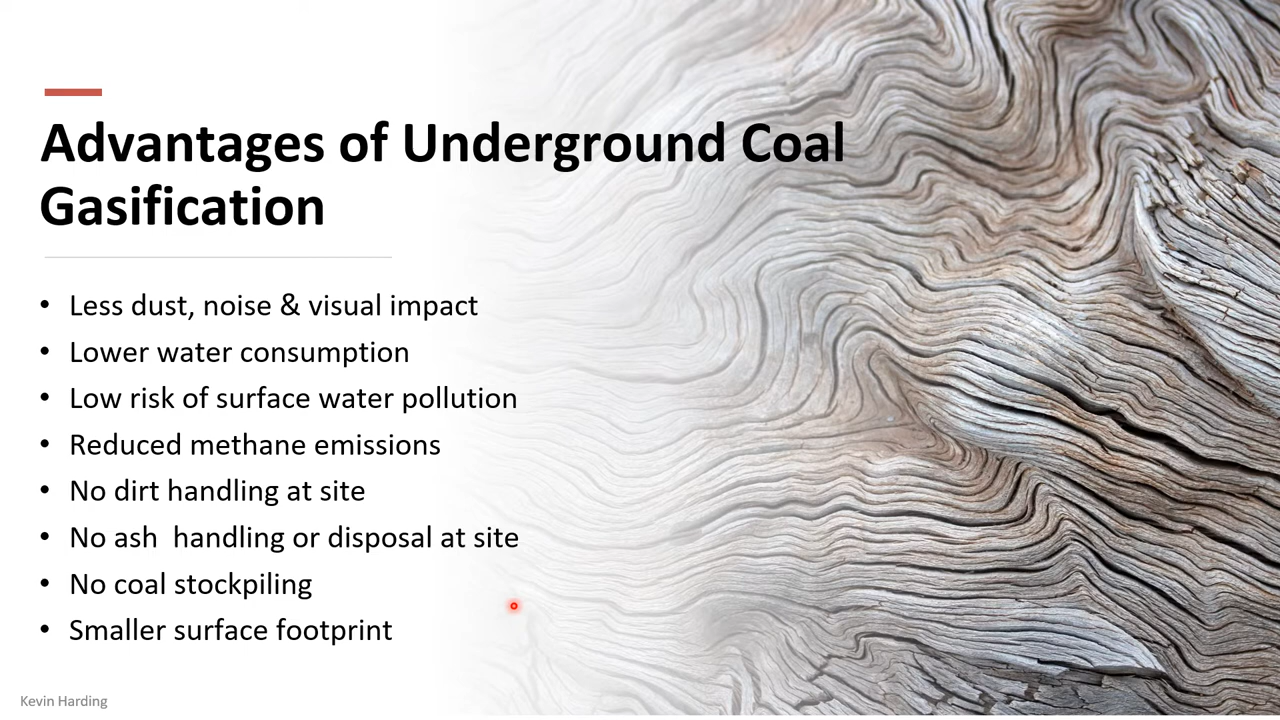 Advantages of Underground Coal
Gasification
• Less dust, noise & visual impact
• Lower water consumption
• Low risk of surface water pollution
• Reduced methane emissions
• No dirt handling at site
• No ash  handling or disposal at site
• No coal stockpiling
• Smaller surface footprint
Kevin Harding